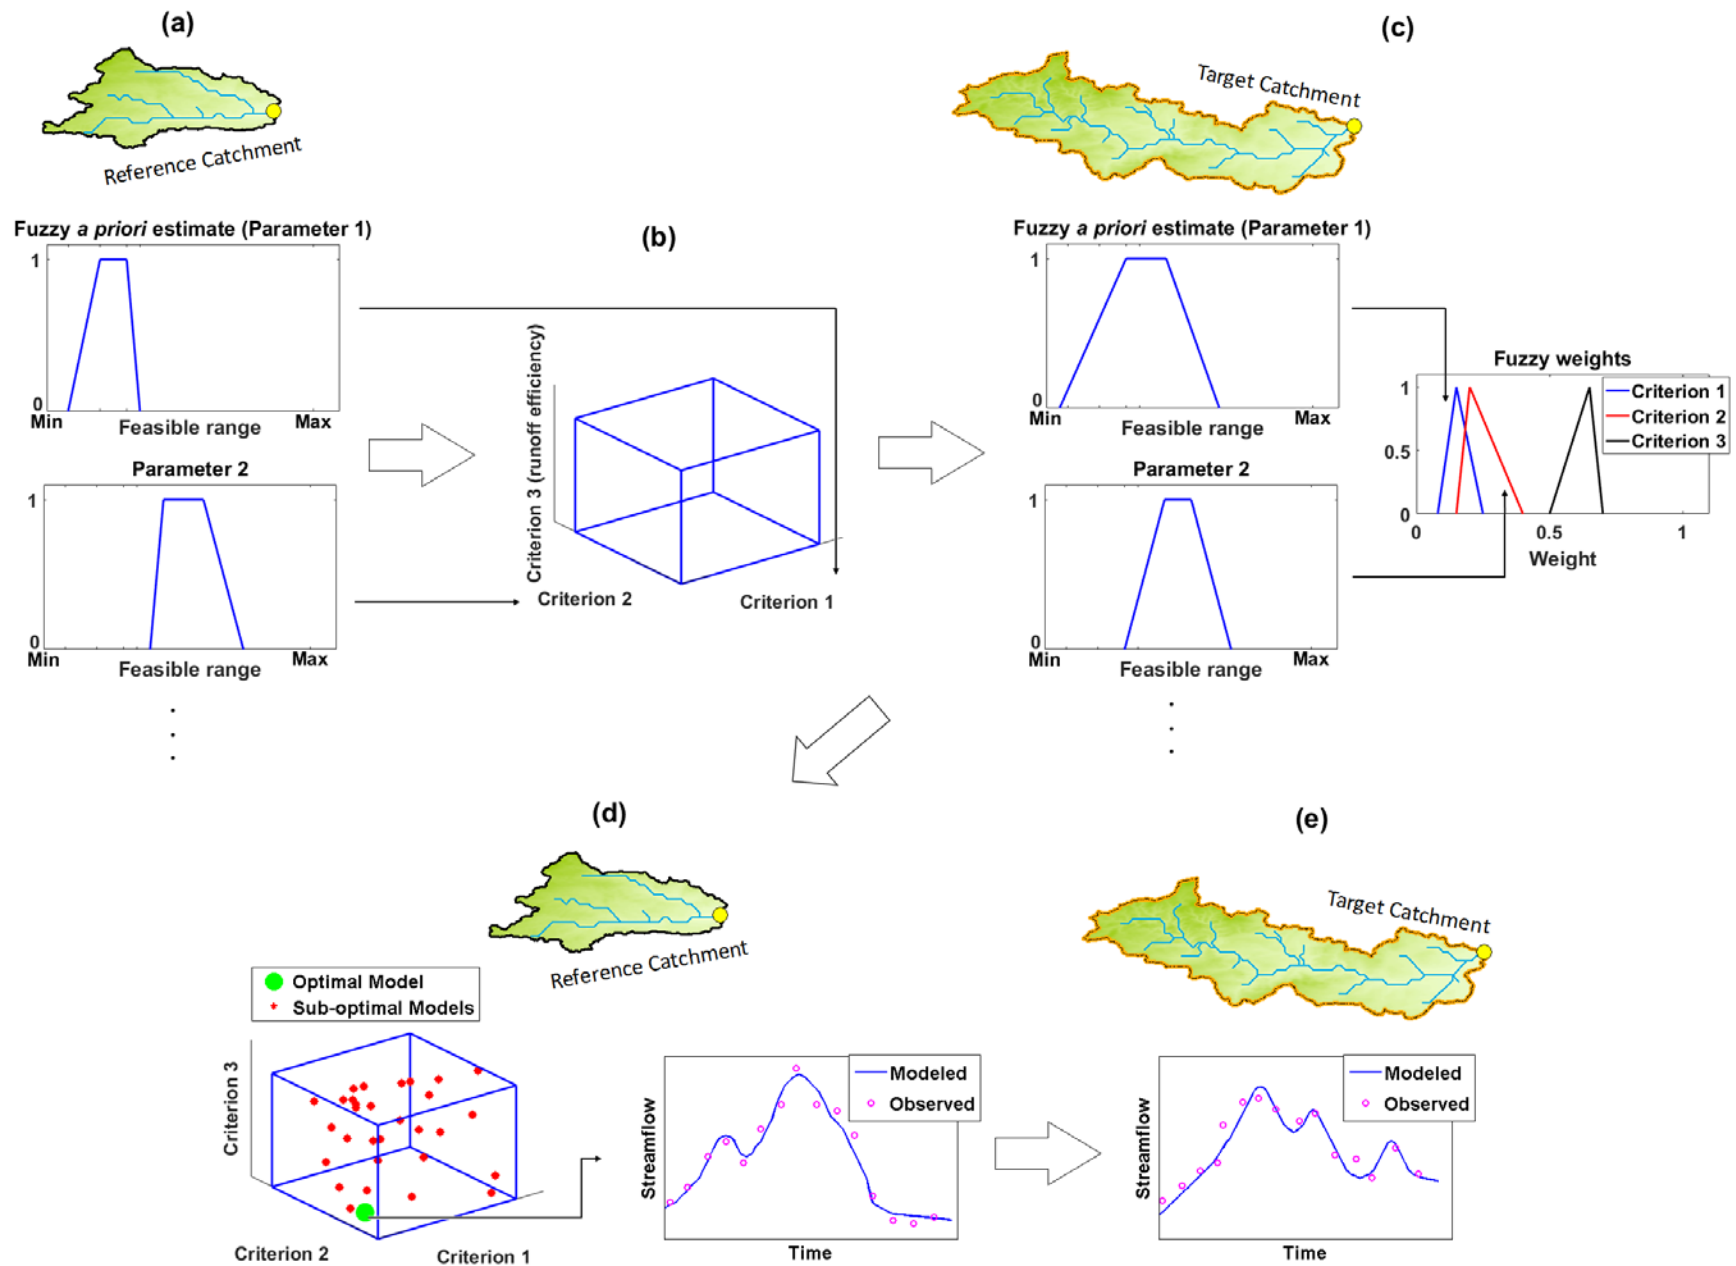 (a)
Reference Catchment
Fuzzy a priori estimate (Parameter 1)
1
0
Min
Feasible range
Max
Parameter 2
1
0
Min
Feasible range
Max
(b)
Criterion 3 (runoff efficiency)
Criterion 2
Criterion 1
(c)
Target Catchment
Fuzzy a priori estimate (Parameter 1)
1
0
Min
Feasible range
Max
Parameter 2
1
0
Min
Feasible range
Max
Fuzzy weights
1
0.5
0
Criterion 1
Criterion 2
Criterion 3
0
0.5
1
Weight
(d)
Reference Catchment
Optimal Model
Sub-optimal Models
Criterion 3
Criterion 2
Criterion 1
Modeled
Observed
Streamflow
Time
(e)
Target Catchment
Modeled
Observed
Streamflow
Time